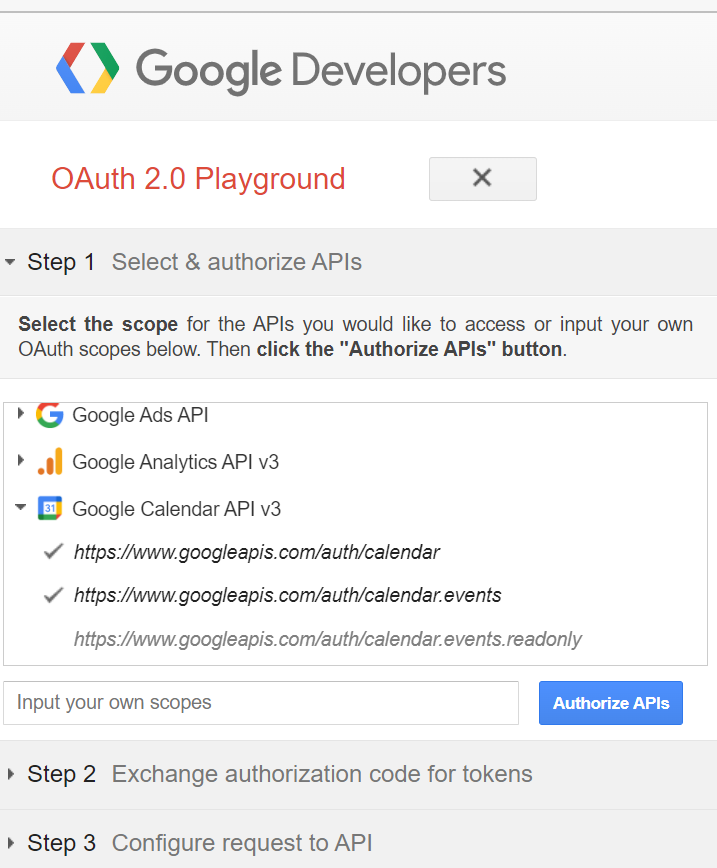 Google Developers
OAuth 2.0 Playground
Step 1 Select & authorize APIs
Select the scope for the APIs you would like to access or input your own
OAuth scopes below. Then click the "Authorize APIs" button.
Google Ads API
Google Analytics API v3
31 Google Calendar API v3
https://www.googleapis.com/auth/calendar
https://www.googleapis.com/auth/calendar.events
https://www.googleapis.com/auth/calendar.events.readonly
Input your own scopes Authorize APIs
Step 2 Exchange authorization code for tokens
Step 3 Configure request to API